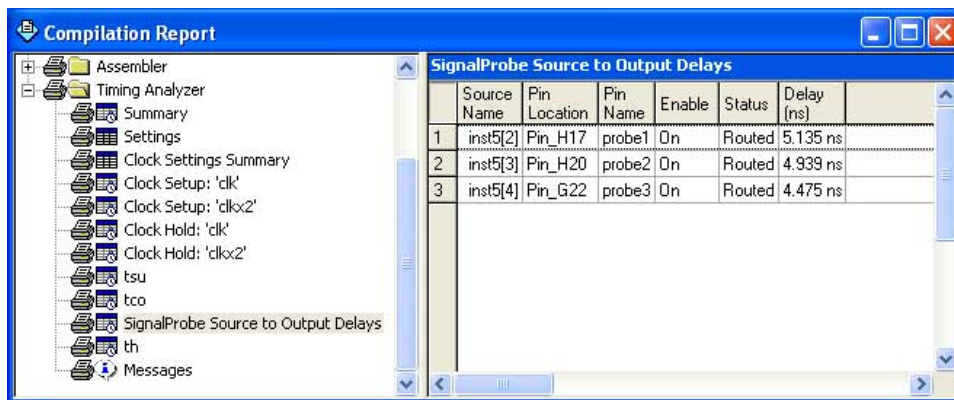 Compilation Report
Assembler
Timing Analyzer
Summary
Settings
Clock Settings Summary
Clock Setup: 'clk'
Clock Setup: 'clkx2'
Clock Hold: 'clk'
Clock Hold: 'clkx2'
tsu
tco
SignalProbe Source to Output Delays
th
Messages
SignalProbe Source to Output Delays
Source Name Pin Location Pin Name Enable Status Delay (ns)
1 inst5[2] Pin_H17 probe1 On Routed 5.135 ns
2 inst5[3] Pin_H20 probe2 On Routed 4.939 ns
3 inst5[4] Pin_G22 probe3 On Routed 4.475 ns